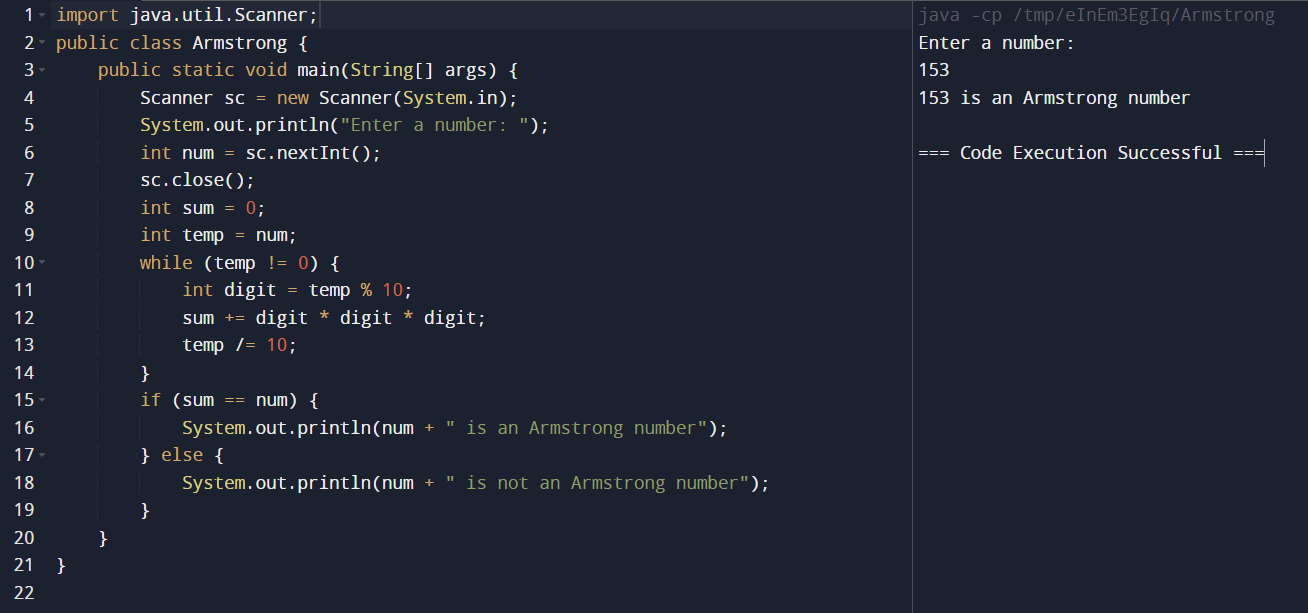 1 import java.util.Scanner;
2 public class Armstrong {
3     public static void main(String[] args) {
4         Scanner sc = new Scanner(System.in);
5         System.out.println("Enter a number: ");
6         int num = sc.nextInt();
7         sc.close();
8         int sum = 0;
9         int temp = num;
10         while (temp != 0) {
11             int digit = temp % 10;
12             sum += digit * digit * digit;
13             temp /= 10;
14         }
15         if (sum == num) {
16             System.out.println(num + " is an Armstrong number");
17         } else {
18             System.out.println(num + " is not an Armstrong number");
19         }
20     }
21 }
22
java -cp /tmp/eInEm3EgIq/Armstrong
Enter a number:
153
153 is an Armstrong number
=== Code Execution Successful ===